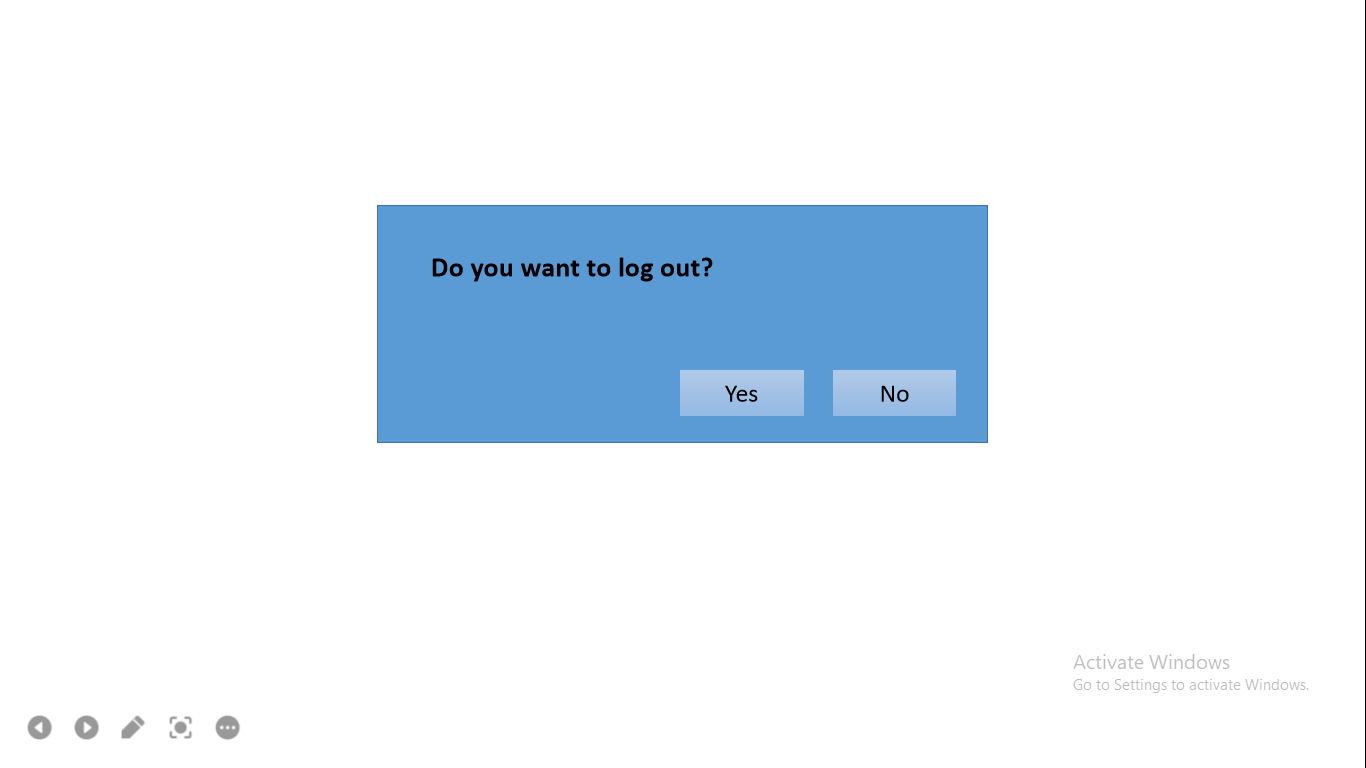 Do you want to log out?
Yes
No
Activate Windows
Go to Settings to activate Windows.